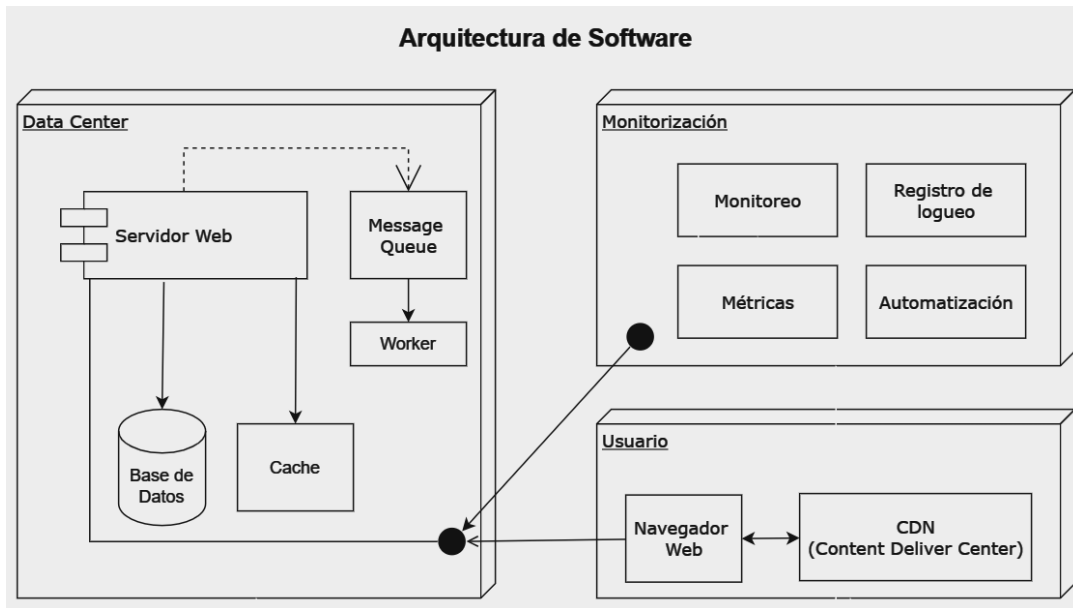 Arquitectura de Software
Data Center
Servidor Web
Message
Queue
Worker
Base de
Datos
Cache
Monitorización
Monitoreo
Registro de
logueo
Métricas
Automatización
Usuario
Navegador
Web
CDN
(Content Deliver Center)